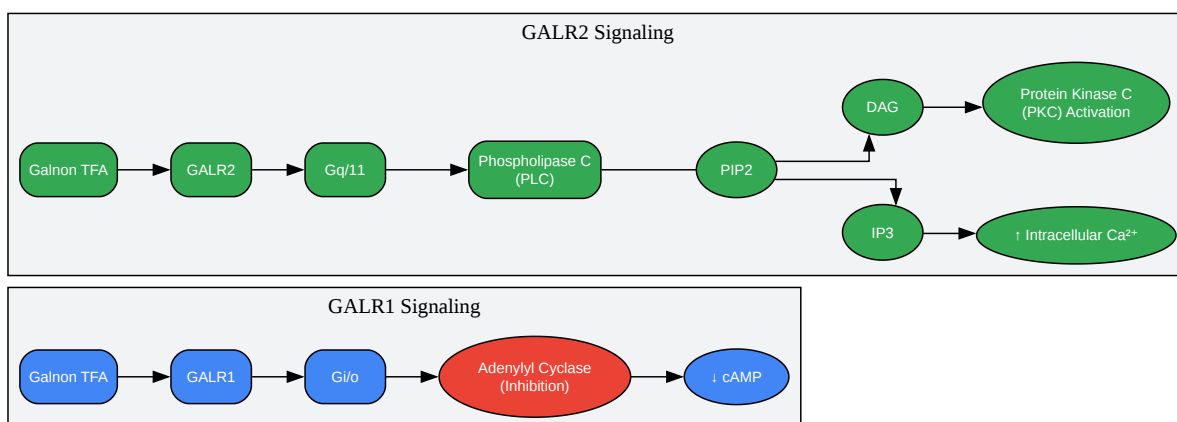 GALR2 Signaling
Galnon TFA
GALR2
Gq/11
Phospholipase C
(PLC)
PIP2
DAG
Protein Kinase C
(PKC) Activation
IP3
↑ Intracellular Ca²⁺
GALR1 Signaling
Galnon TFA
GALR1
Gi/o
Adenylyl Cyclase
(Inhibition)
↓ cAMP